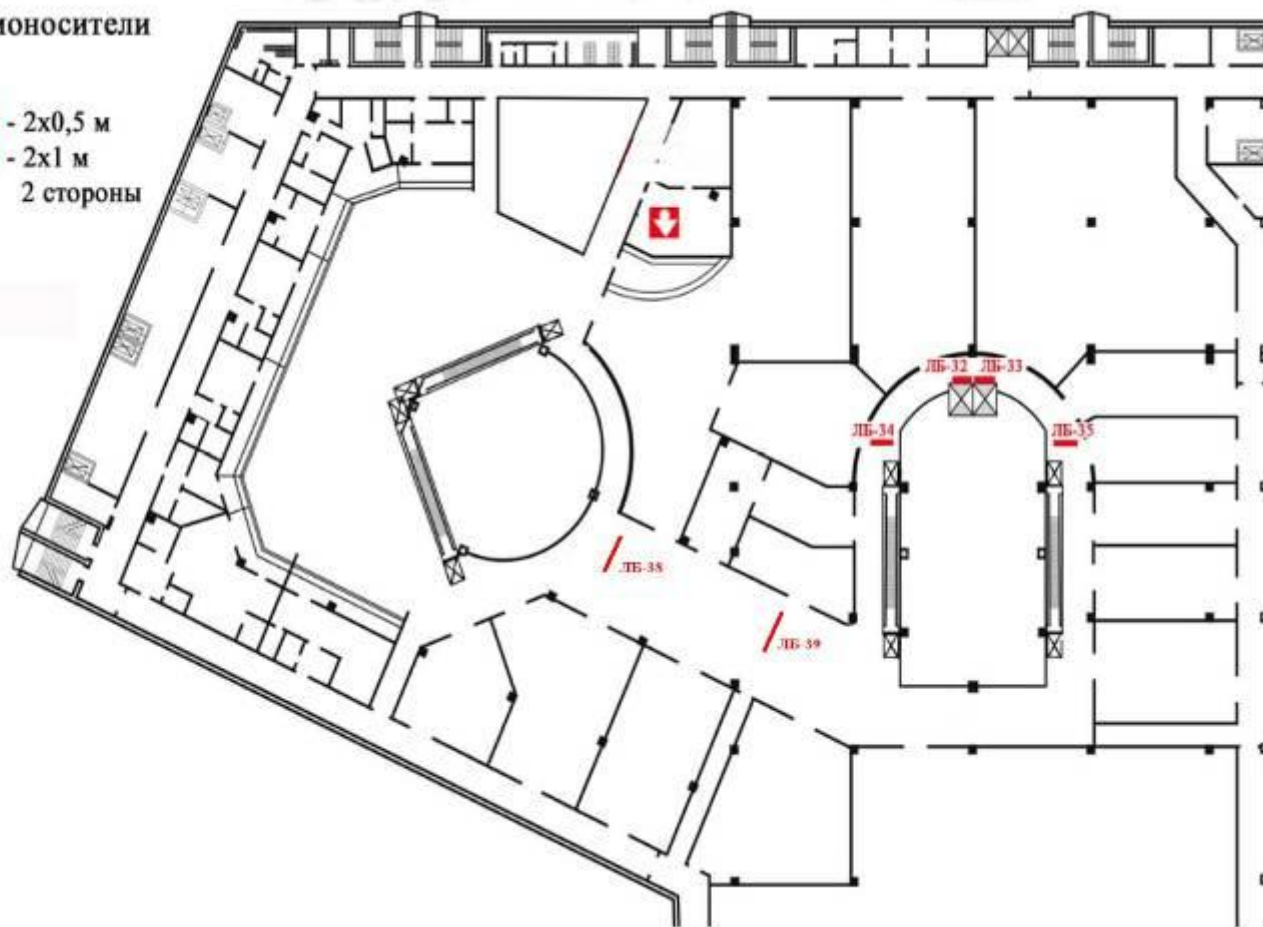 моносители
- 2х0,5 м
- 2х1 м
2 стороны
ЛБ-32 ЛБ-33
ЛБ-34
ЛБ-35
ЛБ-38
ЛБ-39